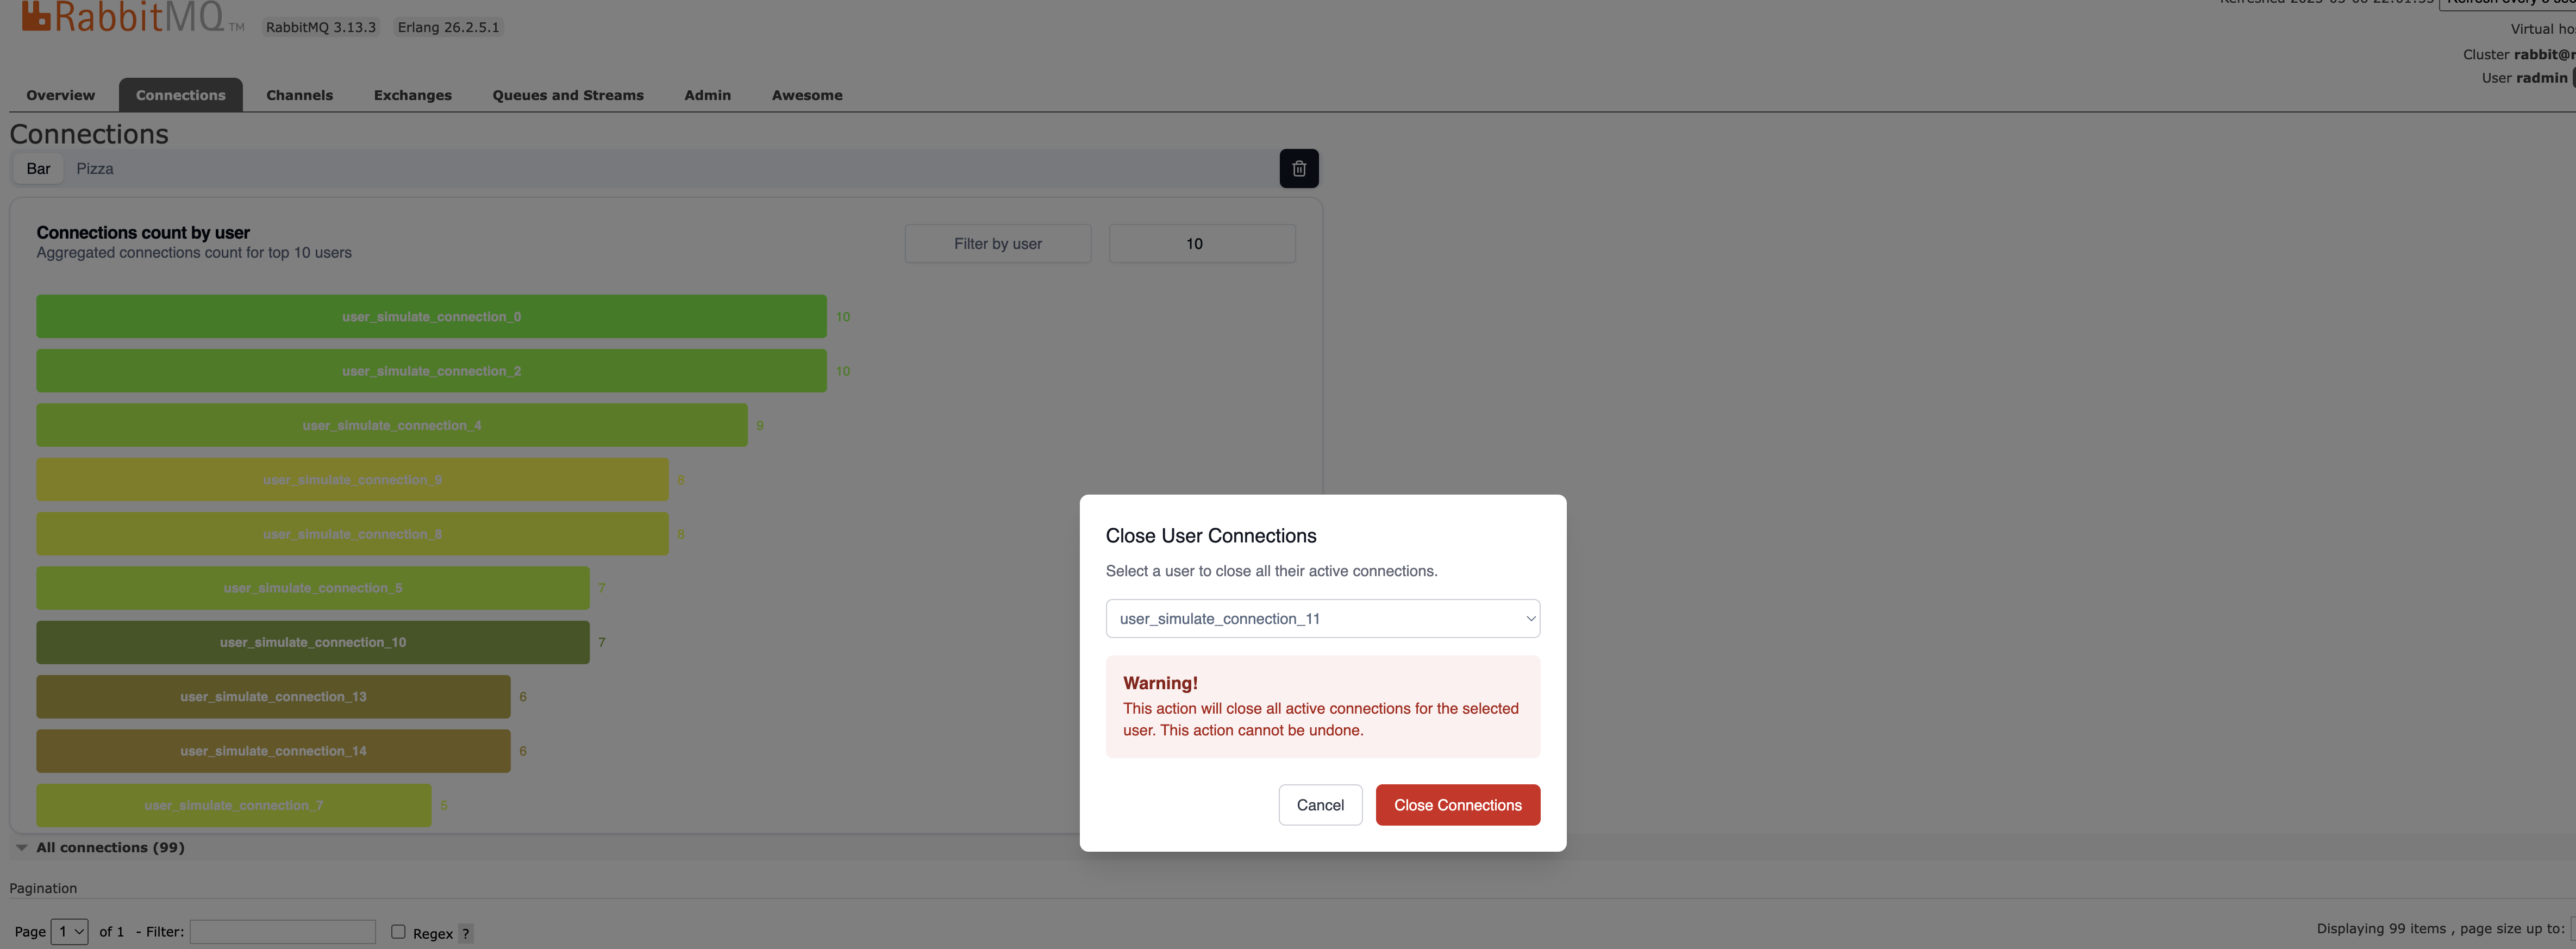 RabbitMQ TM RabbitMQ 3.13.3 Erlang 26.2.5.1
Virtual hos
Cluster rabbit@r
User radmin
Overview Connections Channels Exchanges Queues and Streams Admin Awesome
Connections
Bar Pizza
Connections count by user
Aggregated connections count for top 10 users
Filter by user 10
user_simulate_connection_0 10
user_simulate_connection_2 10
user_simulate_connection_4 9
user_simulate_connection_9 8
user_simulate_connection_5 7
user_simulate_connection_10 7
user_simulate_connection_13 6
user_simulate_connection_14 6
user_simulate_connection_7 5
Close User Connections
Select a user to close all their active connections.
user_simulate_connection_11
Warning!
This action will close all active connections for the selected
user. This action cannot be undone.
Cancel Close Connections
All connections (99)
Pagination
Page 1 of 1 - Filter: Regex ?
Displaying 99 items , page size up to: